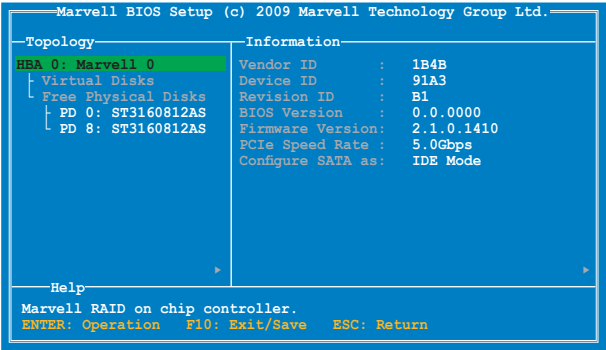 Marvell BIOS Setup (c) 2009 Marvell Technology Group Ltd.
Topology
HBA 0: Marvell 0
Virtual Disks
Free Physical Disks
PD 0: ST3160812AS
PD 8: ST3160812AS
Information
Vendor ID : 1B4B
Device ID : 91A3
Revision ID : B1
BIOS Version : 0.0.0000
Firmware Version: 2.1.0.1410
PCIe Speed Rate : 5.0Gbps
Configure SATA as: IDE Mode
Help
Marvell RAID on chip controller.
ENTER: Operation F10: Exit/Save ESC: Return